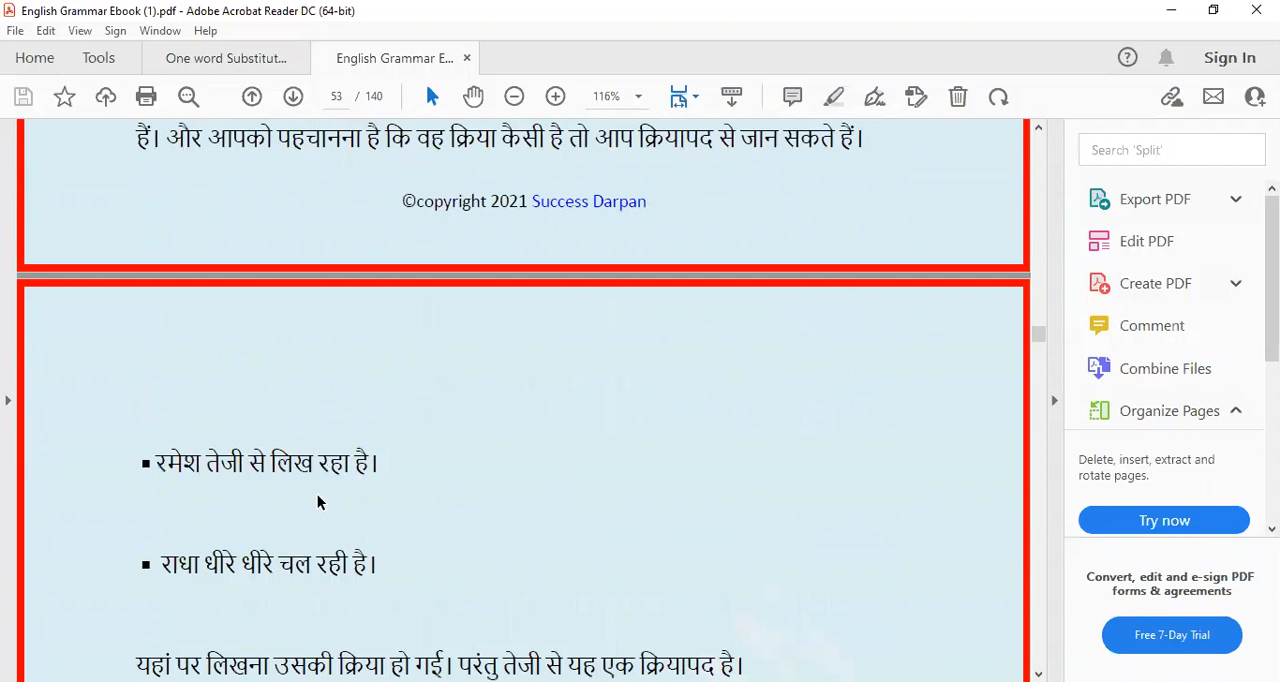 English Grammar Ebook (1).pdf - Adobe Acrobat Reader DC (64-bit)
File Edit View Sign Window Help
Home Tools One word Substitut... English Grammar E... × Sign In
53 / 140 116%
हैं। और आपको पहचानना है कि वह क्रिया कैसी है तो आप क्रियापद से जान सकते हैं।
©copyright 2021 Success Darpan
▪ रमेश तेजी से लिख रहा है।
▪ राधा धीरे धीरे चल रही है।
यहां पर लिखना उसकी क्रिया हो गई। परंतु तेजी से यह एक क्रियापद है।
Search 'Split'
Export PDF
Edit PDF
Create PDF
Comment
Combine Files
Organize Pages
Delete, insert, extract and
rotate pages.
Try now
Convert, edit and e-sign PDF
forms & agreements
Free 7-Day Trial